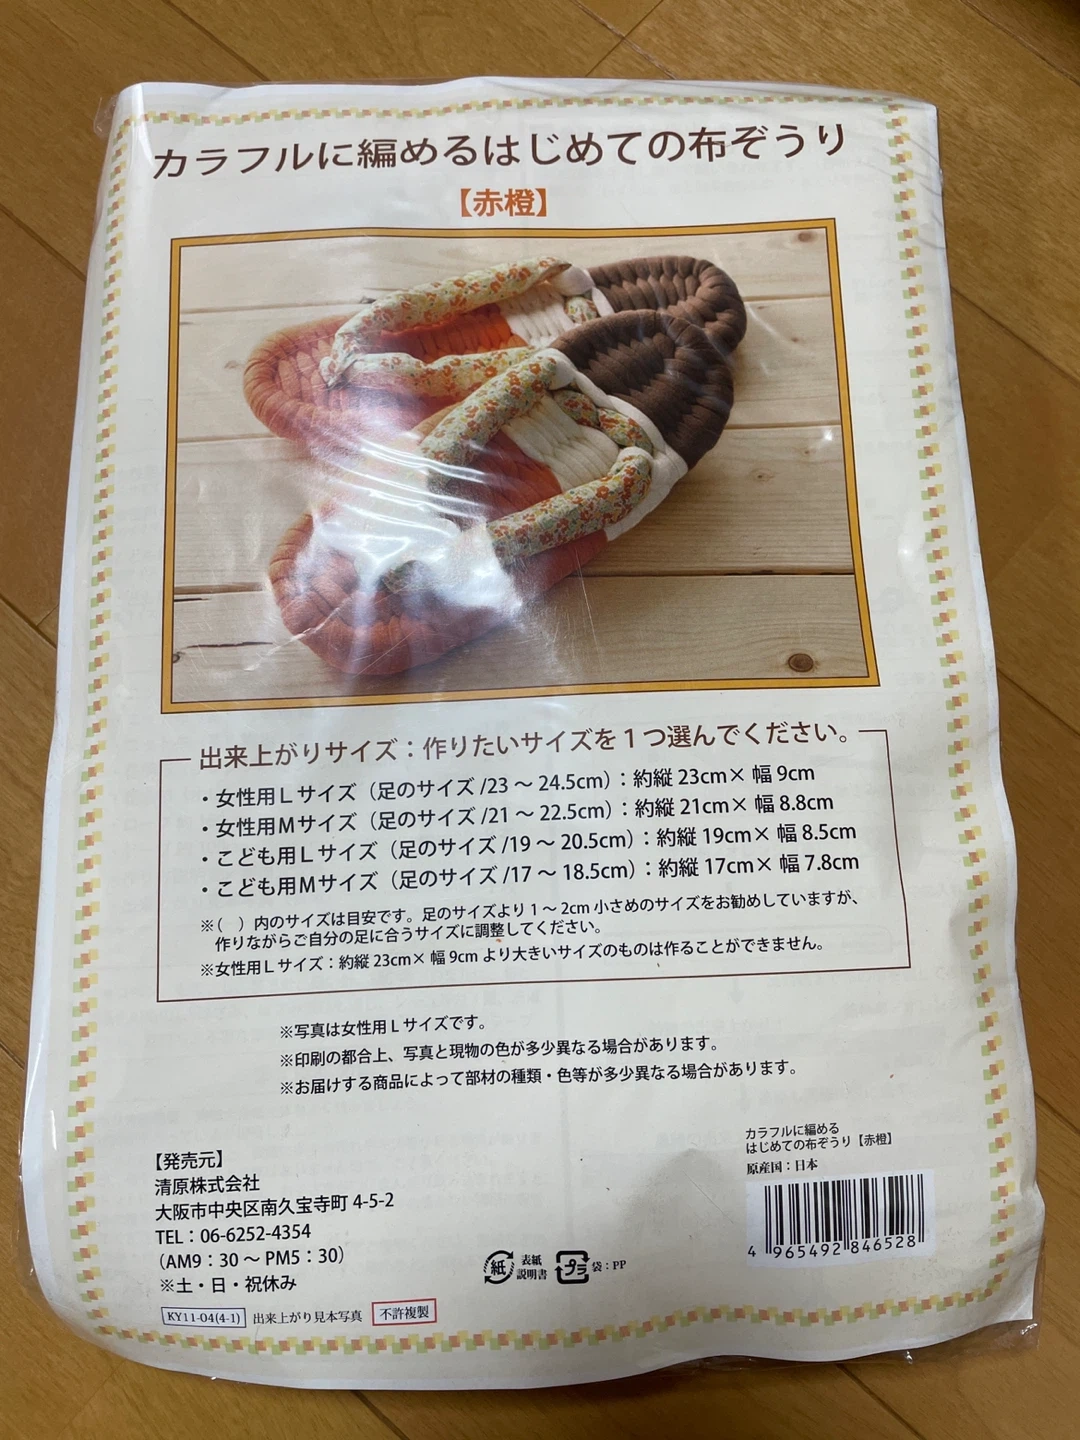 カラフルに編めるはじめての布ぞうり
【赤橙】
出来上がりサイズ：作りたいサイズを１つ選んでください。
・女性用Ｌサイズ（足のサイズ/23 ～ 24.5cm）：約縦 23cm× 幅 9cm
・女性用Mサイズ（足のサイズ/21 ～ 22.5cm）：約縦 21cm× 幅 8.8cm
・こども用Ｌサイズ（足のサイズ/19 ～ 20.5cm）：約縦 19cm× 幅 8.5cm
・こども用Mサイズ（足のサイズ/17 ～ 18.5cm）：約縦 17cm× 幅 7.8cm
※（　）内のサイズは目安です。足のサイズより 1～ 2cm 小さめのサイズをお勧めしていますが、
作りながらご自分の足に合うサイズに調整してください。
※女性用Ｌサイズ：約縦 23cm× 幅 9cm より大きいサイズのものは作ることができません。
※写真は女性用 L サイズです。
※印刷の都合上、写真と現物の色が多少異なる場合があります。
※お届けする商品によって部材の種類・色等が多少異なる場合があります。
【発売元】
清原株式会社
大阪市中央区南久宝寺町 4-5-2
TEL：06-6252-4354
（AM9：30 ～ PM5：30）
※土・日・祝休み
KY11-04(4-1) 出来上がり見本写真 不許複製
紙 表紙
説明書
プラ 袋：PP
カラフルに編める
はじめての布ぞうり【赤橙】
原産国：日本
4 965492 846528